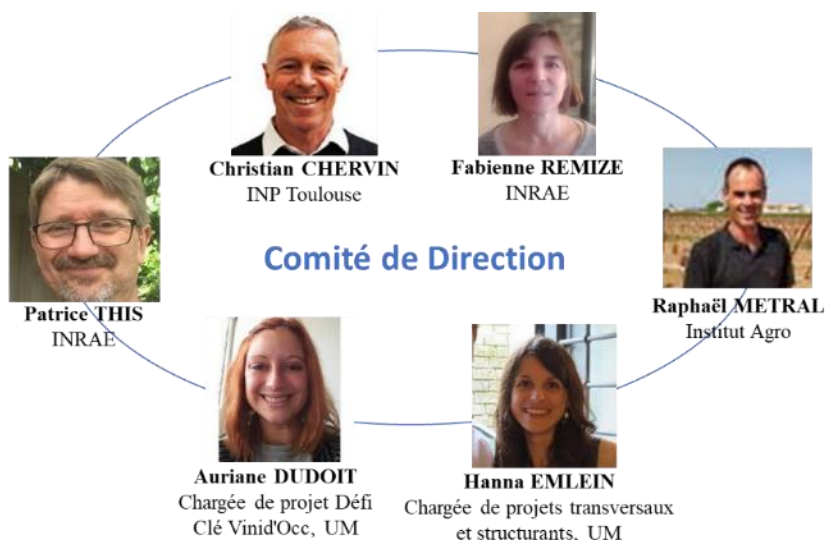 Christian CHERVIN
INP Toulouse
Fabienne REMIZE
INRAE
Comité de Direction
Patrice THIS
INRAE
Raphaël METRAL
Institut Agro
Auriane DUDOIT
Chargée de projet Défi
Clé Vinid'Occ, UM
Hanna EMLEIN
Chargée de projets transversaux
et structurants, UM